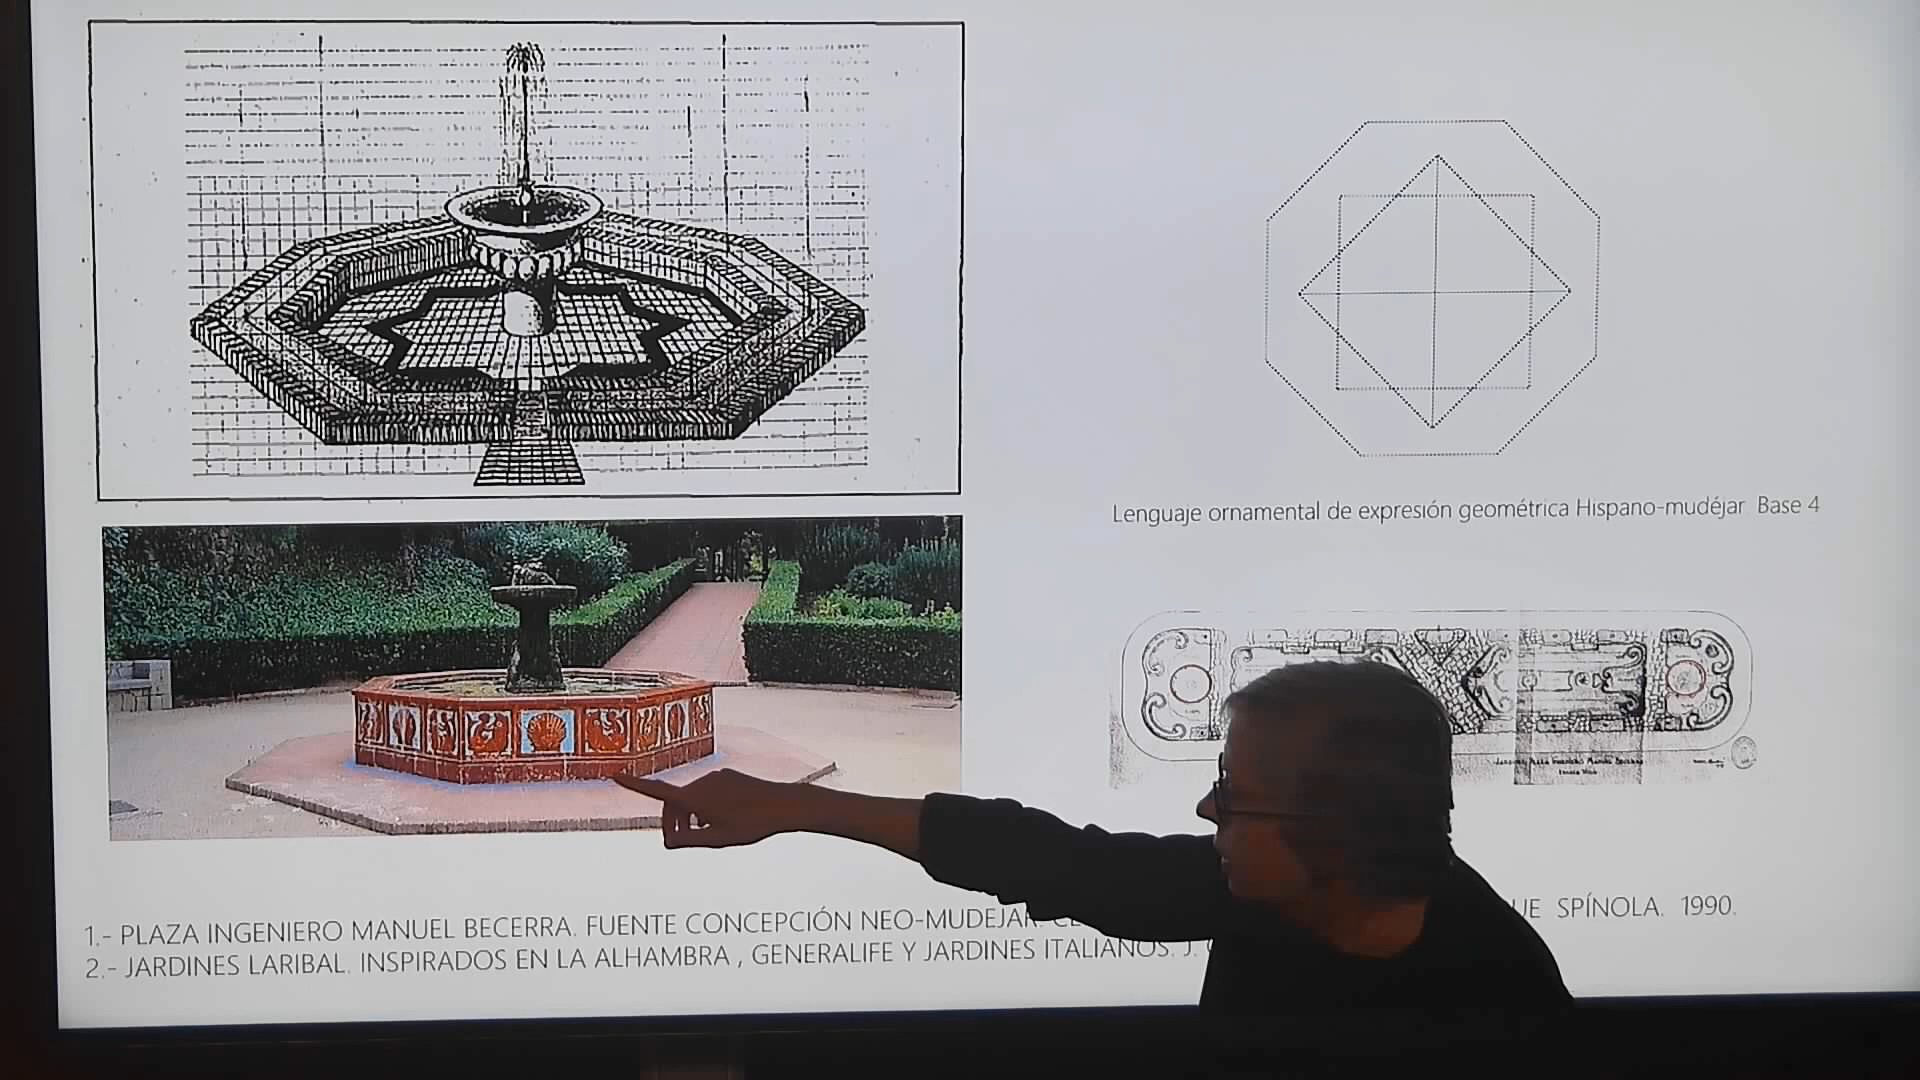 Lenguaje ornamental de expresión geométrica Hispano-mudéjar Base 4
1.- PLAZA INGENIERO MANUEL BECERRA. FUENTE CONCEPCIÓN NEO-MUDEJAR. SPÍNOLA. 1990.
2.- JARDINES LARIBAL. INSPIRADOS EN LA ALHAMBRA , GENERALIFE Y JARDINES ITALIANOS. J.